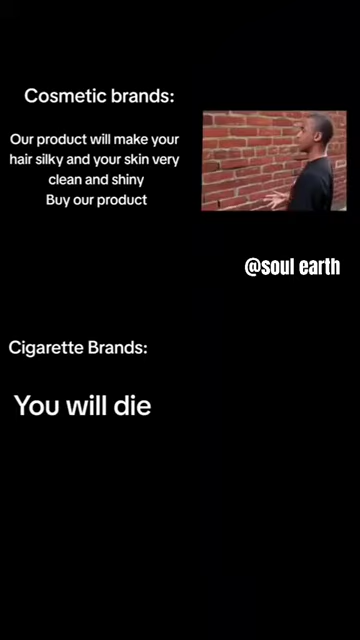 Cosmetic brands:
Our product will make your
hair silky and your skin very
clean and shiny
Buy our product
@soul earth
Cigarette Brands:
You will die